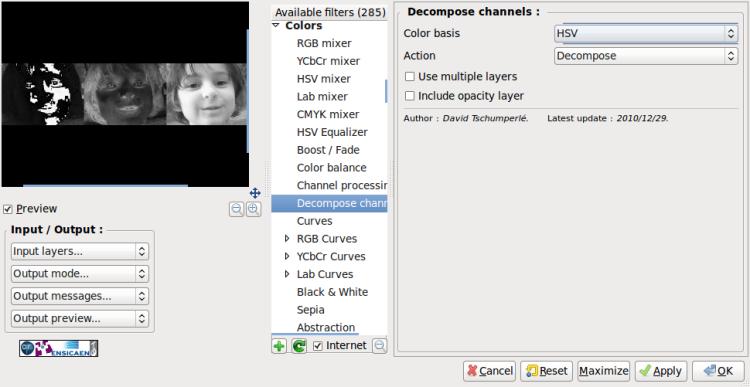 Available filters (285)
Colors
RGB mixer
YCbCr mixer
HSV mixer
Lab mixer
CMYK mixer
HSV Equalizer
Boost / Fade
Color balance
Channel processin
Decompose chann
Curves
RGB Curves
YCbCr Curves
Lab Curves
Black & White
Sepia
Abstraction
Internet
Preview
Input / Output :
Input layers...
Output mode...
Output messages...
Output preview...
ENSICAEN
Decompose channels :
Color basis
HSV
Action
Decompose
Use multiple layers
Include opacity layer
Author : David Tschumperlé. Latest update : 2010/12/29.
Cancel
Reset
Maximize
Apply
OK